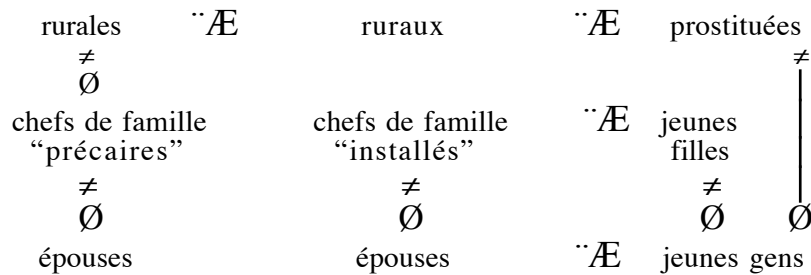 rurales ¨Æ ruraux ¨Æ prostituées
≠ ≠
Ø
chefs de famille chefs de famille ¨Æ jeunes
“précaires” “installés” filles
≠ ≠ ≠
Ø Ø Ø Ø
épouses épouses ¨Æ jeunes gens